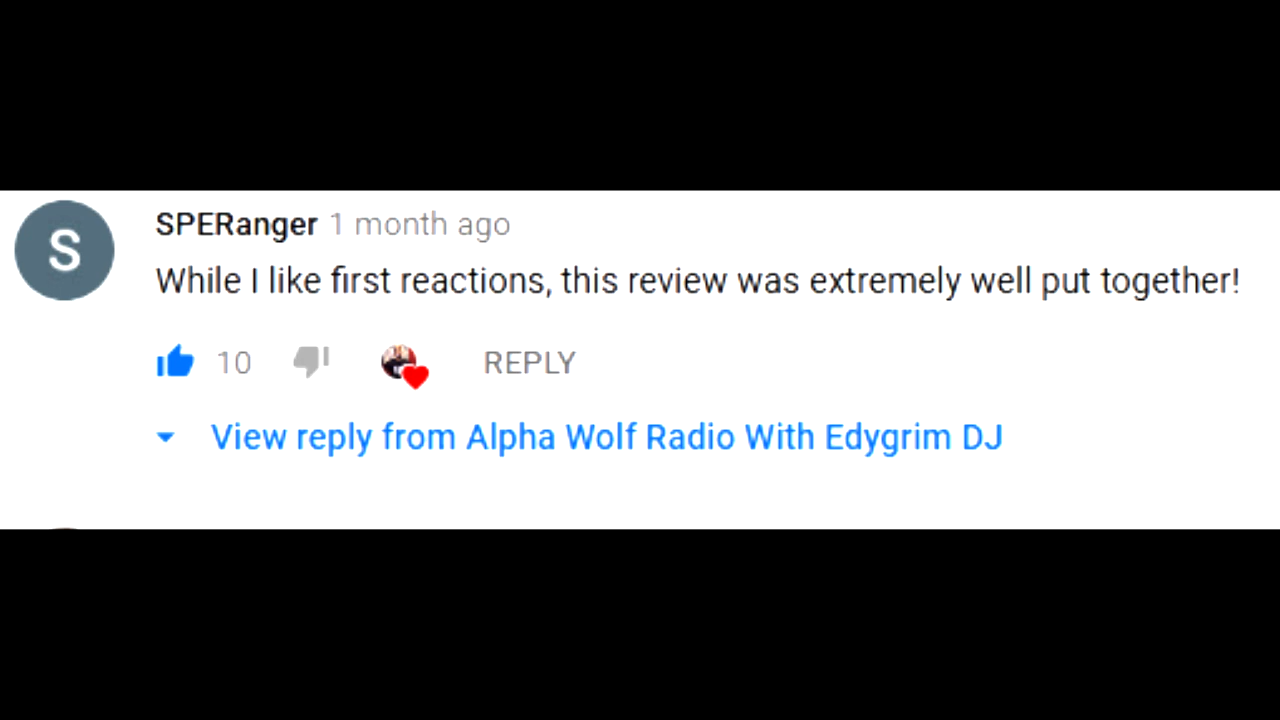 S
SPERanger 1 month ago
While I like first reactions, this review was extremely well put together!
10 REPLY
View reply from Alpha Wolf Radio With Edygrim DJ